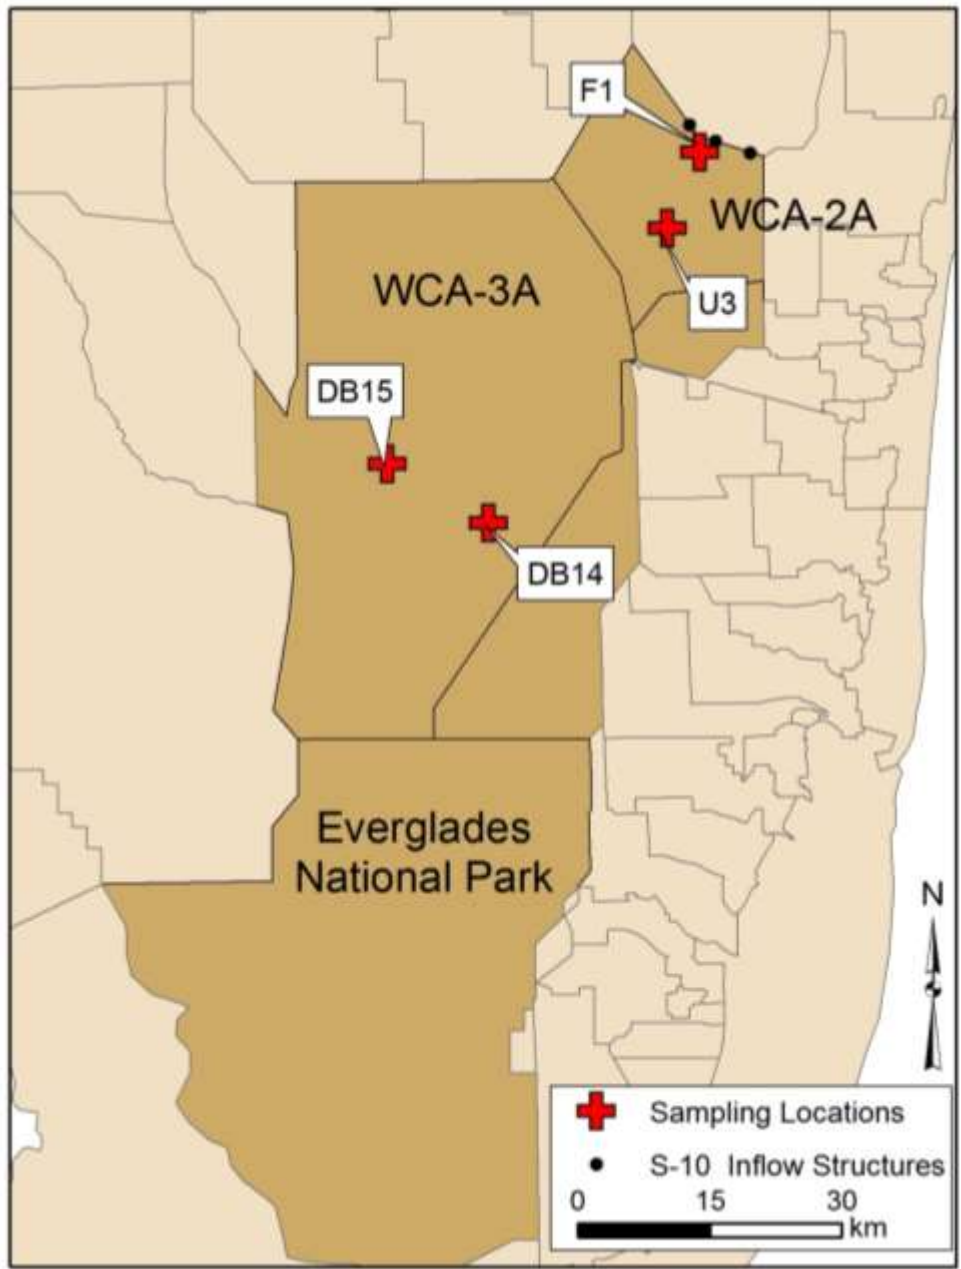 F1
WCA-2A
WCA-3A
U3
DB15
DB14
Everglades
National Park
N
Sampling Locations
S-10 Inflow Structures
0 15 30
km